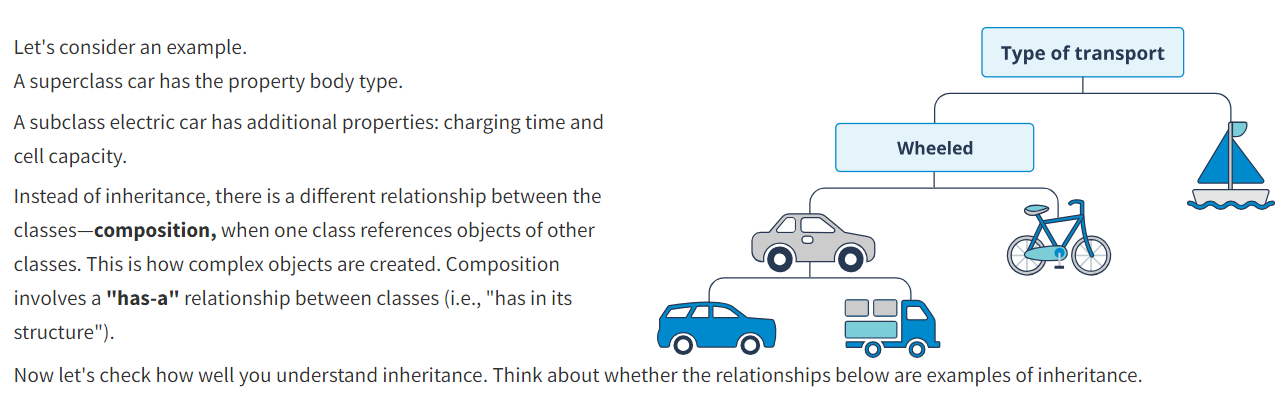 Let's consider an example.
A superclass car has the property body type.
A subclass electric car has additional properties: charging time and
cell capacity.
Instead of inheritance, there is a different relationship between the
classes—composition, when one class references objects of other
classes. This is how complex objects are created. Composition
involves a "has-a" relationship between classes (i.e., "has in its
structure").
Type of transport
Wheeled
Now let's check how well you understand inheritance. Think about whether the relationships below are examples of inheritance.